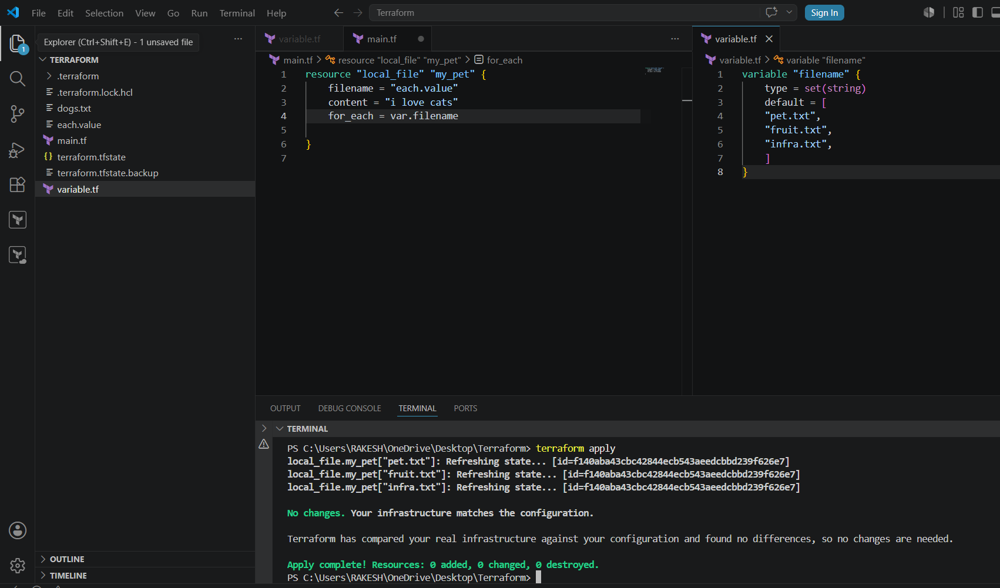 File Edit Selection View Go Run Terminal Help
Terraform
Sign In
1
Explorer (Ctrl+Shift+E) - 1 unsaved file
TERRAFORM
.terraform
.terraform.lock.hcl
dogs.txt
each.value
main.tf
terraform.tfstate
terraform.tfstate.backup
variable.tf
OUTLINE
TIMELINE
variable.tf
main.tf
main.tf > resource "local_file" "my_pet" > for_each
1 resource "local_file" "my_pet" {
2 filename = "each.value"
3 content = "i love cats"
4 for_each = var.filename
5
6 }
7
variable.tf
variable.tf > variable "filename"
1 variable "filename" {
2 type = set(string)
3 default = [
4 "pet.txt",
5 "fruit.txt",
6 "infra.txt",
7 ]
8 }
OUTPUT DEBUG CONSOLE TERMINAL PORTS
TERMINAL
PS C:\Users\RAKESH\OneDrive\Desktop\Terraform> terraform apply
local_file.my_pet["pet.txt"]: Refreshing state... [id=f140aba43cbc42844ecb543aeedcbbd239f626e7]
local_file.my_pet["fruit.txt"]: Refreshing state... [id=f140aba43cbc42844ecb543aeedcbbd239f626e7]
local_file.my_pet["infra.txt"]: Refreshing state... [id=f140aba43cbc42844ecb543aeedcbbd239f626e7]
No changes. Your infrastructure matches the configuration.
Terraform has compared your real infrastructure against your configuration and found no differences, so no changes are needed.
Apply complete! Resources: 0 added, 0 changed, 0 destroyed.
PS C:\Users\RAKESH\OneDrive\Desktop\Terraform>